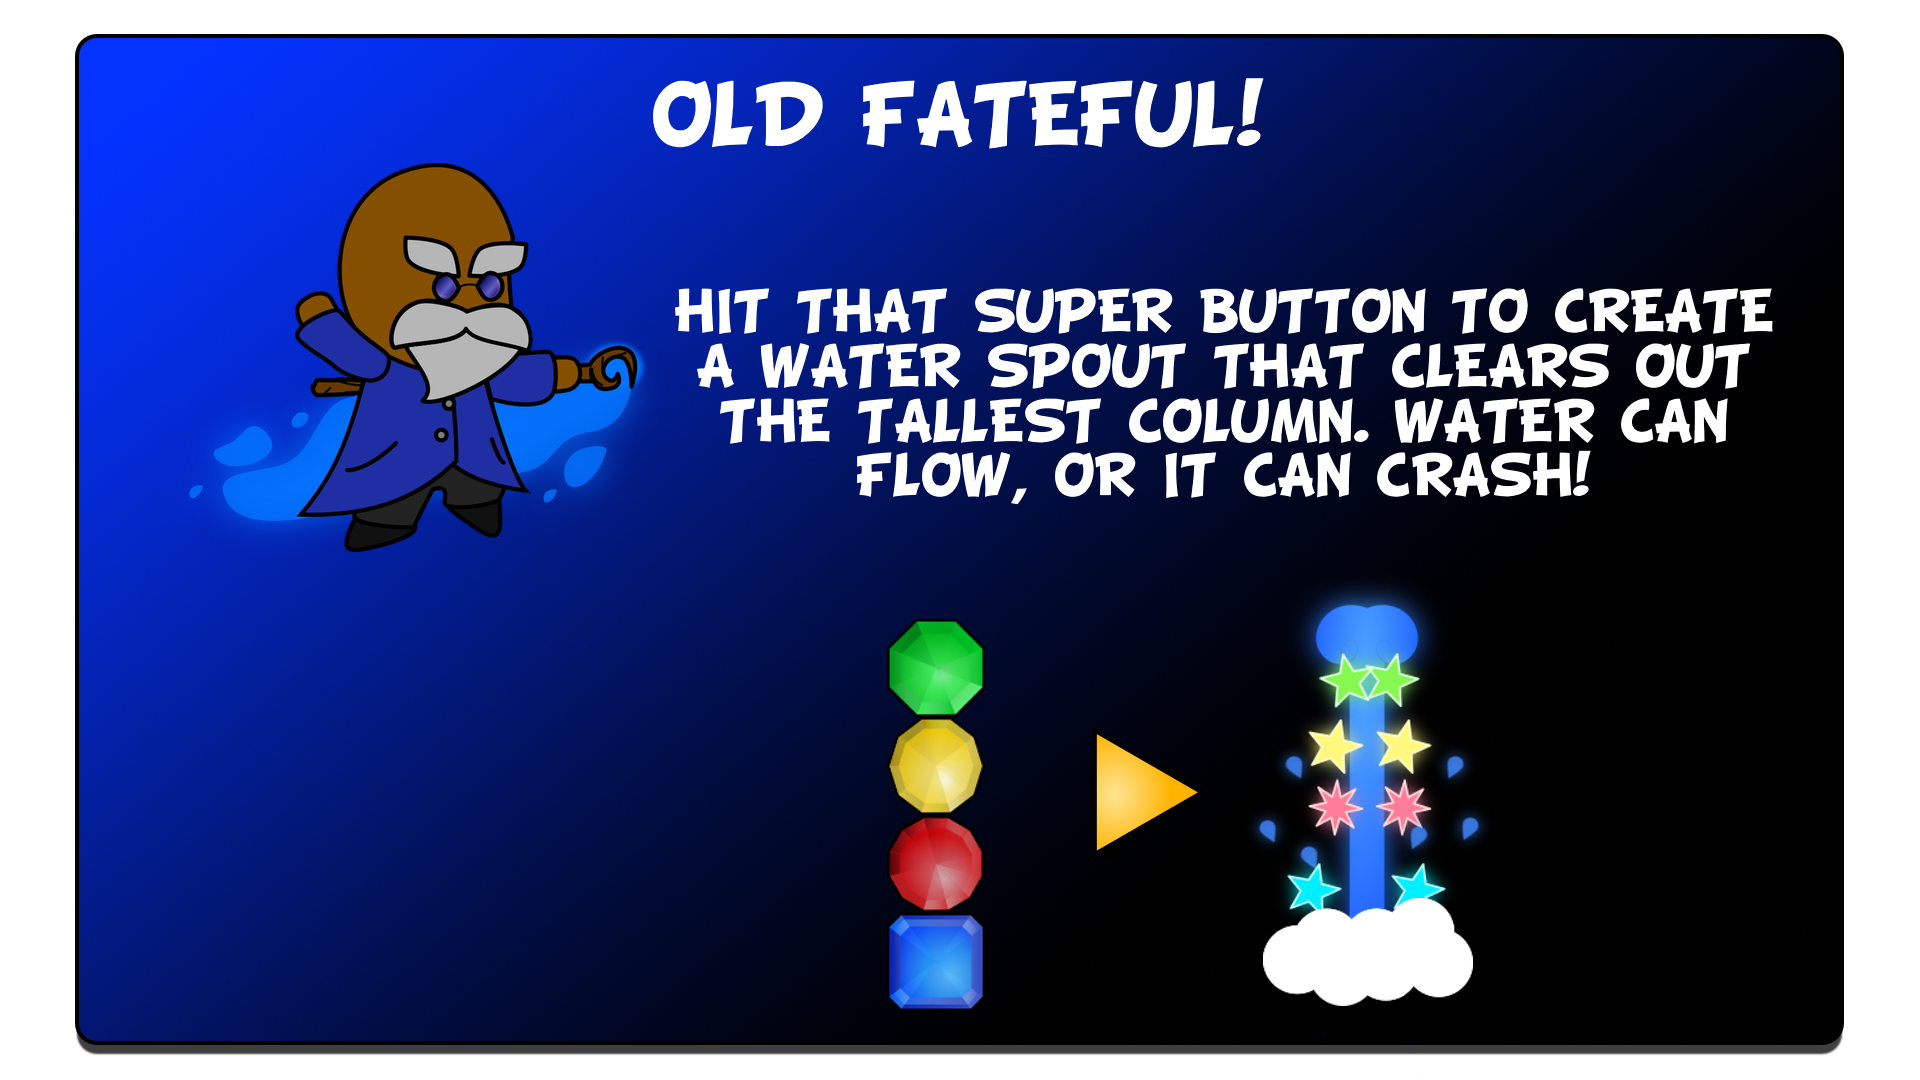 OLD FATEFUL!
HIT THAT SUPER BUTTON TO CREATE
A WATER SPOUT THAT CLEARS OUT
THE TALLEST COLUMN. WATER CAN
FLOW, OR IT CAN CRASH!